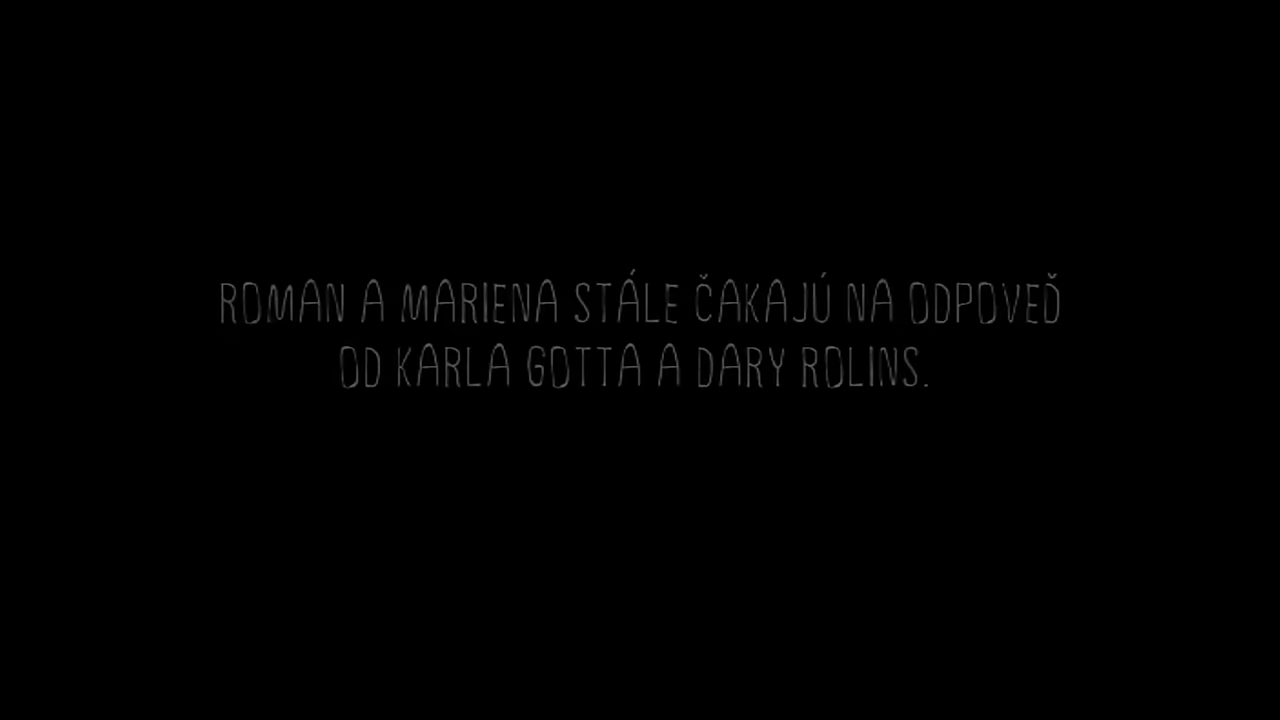 ROMAN A MARIENA STÁLE ČAKAJÚ NA ODPOVEĎ
OD KARLA GOTTA A DARY ROLINS.